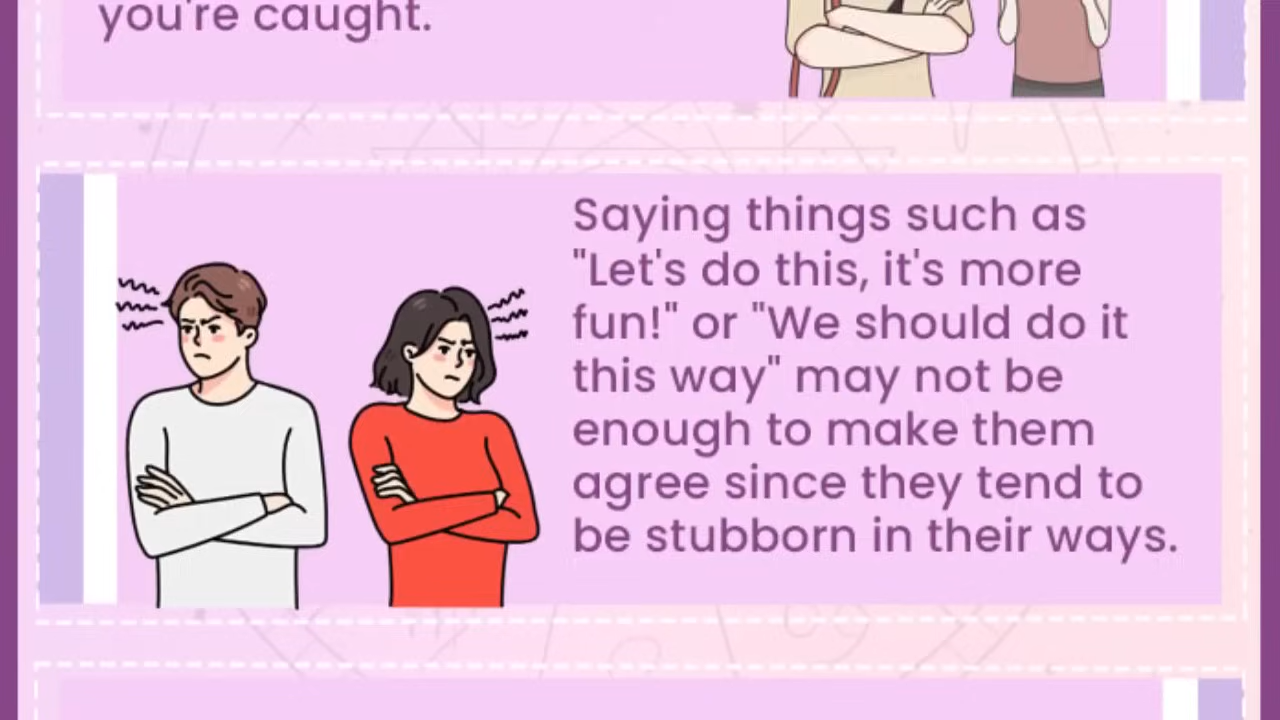 you're caught.
Saying things such as
"Let's do this, it's more
fun!" or "We should do it
this way" may not be
enough to make them
agree since they tend to
be stubborn in their ways.